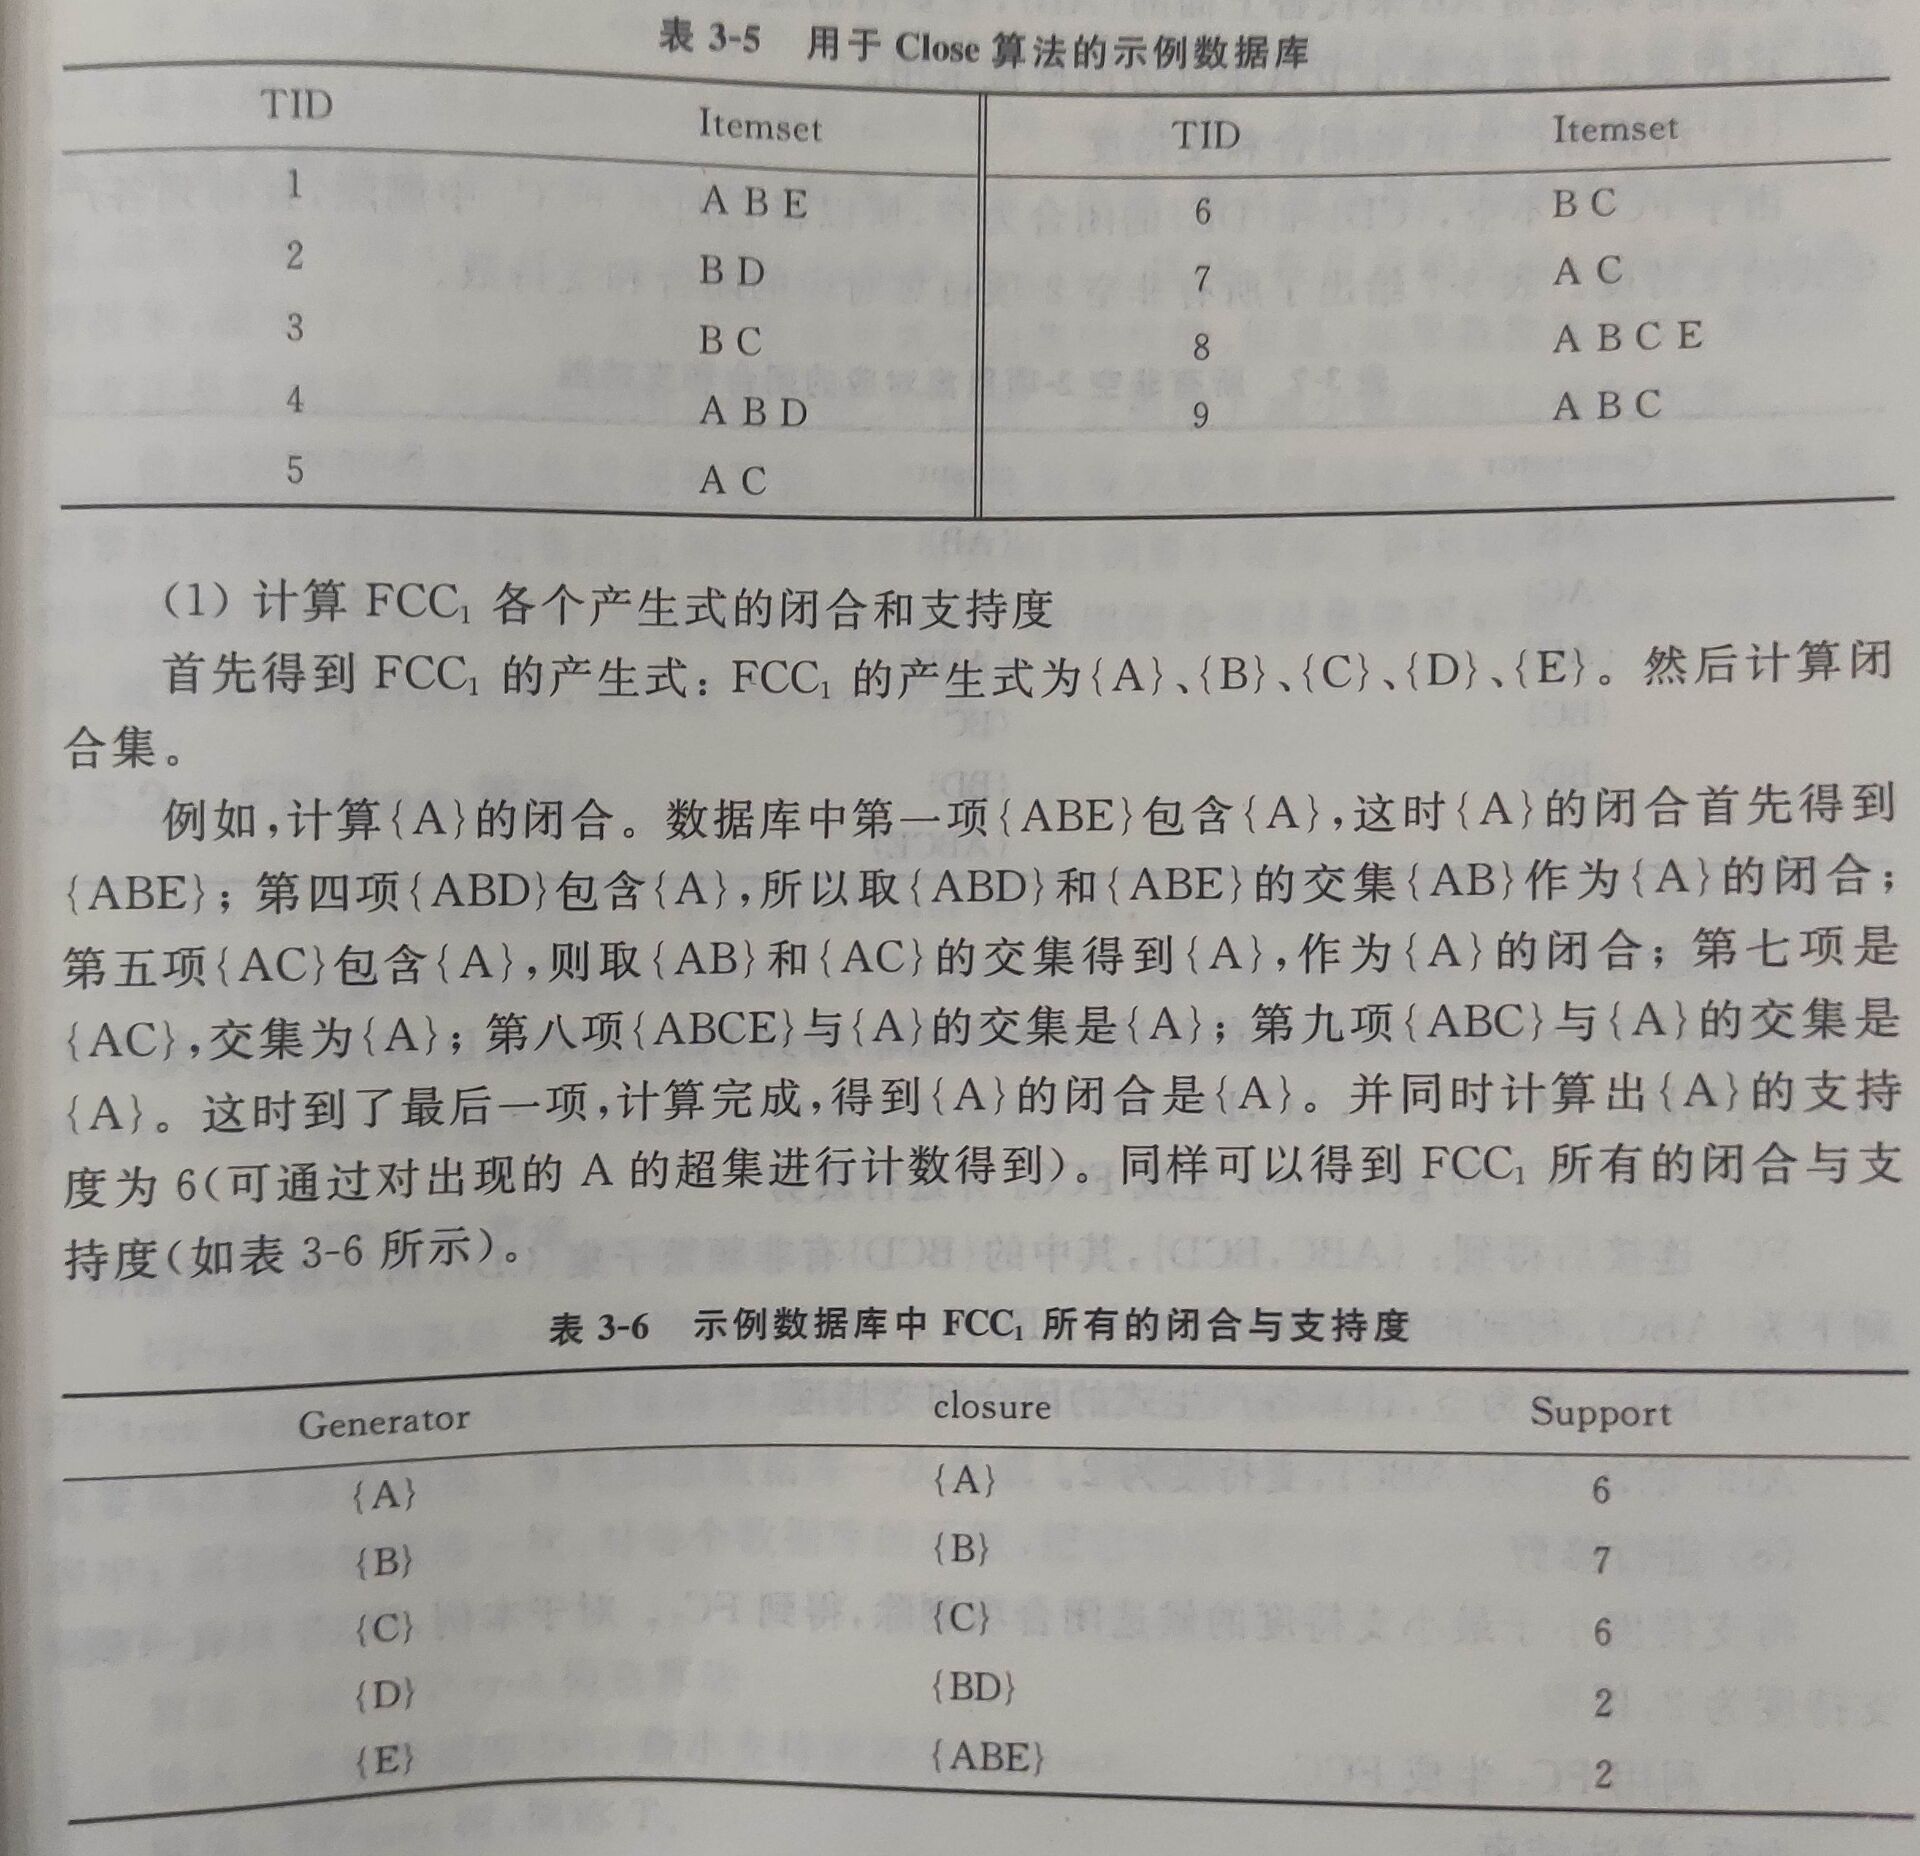 表 3-5 用于 Close 算法的示例数据库
TID Itemset TID Itemset
1 A B E 6 B C
2 B D 7 A C
3 B C 8 A B C E
4 A B D 9 A B C
5 A C
（1）计算 FCC₁ 各个产生式的闭合和支持度
首先得到 FCC₁ 的产生式：FCC₁ 的产生式为{A}、{B}、{C}、{D}、{E}。然后计算闭
合集。
例如，计算{A}的闭合。数据库中第一项{ABE}包含{A}，这时{A}的闭合首先得到
{ABE}；第四项{ABD}包含{A}，所以取{ABD}和{ABE}的交集{AB}作为{A}的闭合；
第五项{AC}包含{A}，则取{AB}和{AC}的交集得到{A}，作为{A}的闭合；第七项是
{AC}，交集为{A}；第八项{ABCE}与{A}的交集是{A}；第九项{ABC}与{A}的交集是
{A}。这时到了最后一项，计算完成，得到{A}的闭合是{A}。并同时计算出{A}的支持
度为 6（可通过对出现的 A 的超集进行计数得到）。同样可以得到 FCC₁ 所有的闭合与支
持度（如表 3-6 所示）。
表 3-6 示例数据库中 FCC₁ 所有的闭合与支持度
Generator closure Support
{A} {A} 6
{B} {B} 7
{C} {C} 6
{D} {BD} 2
{E} {ABE} 2